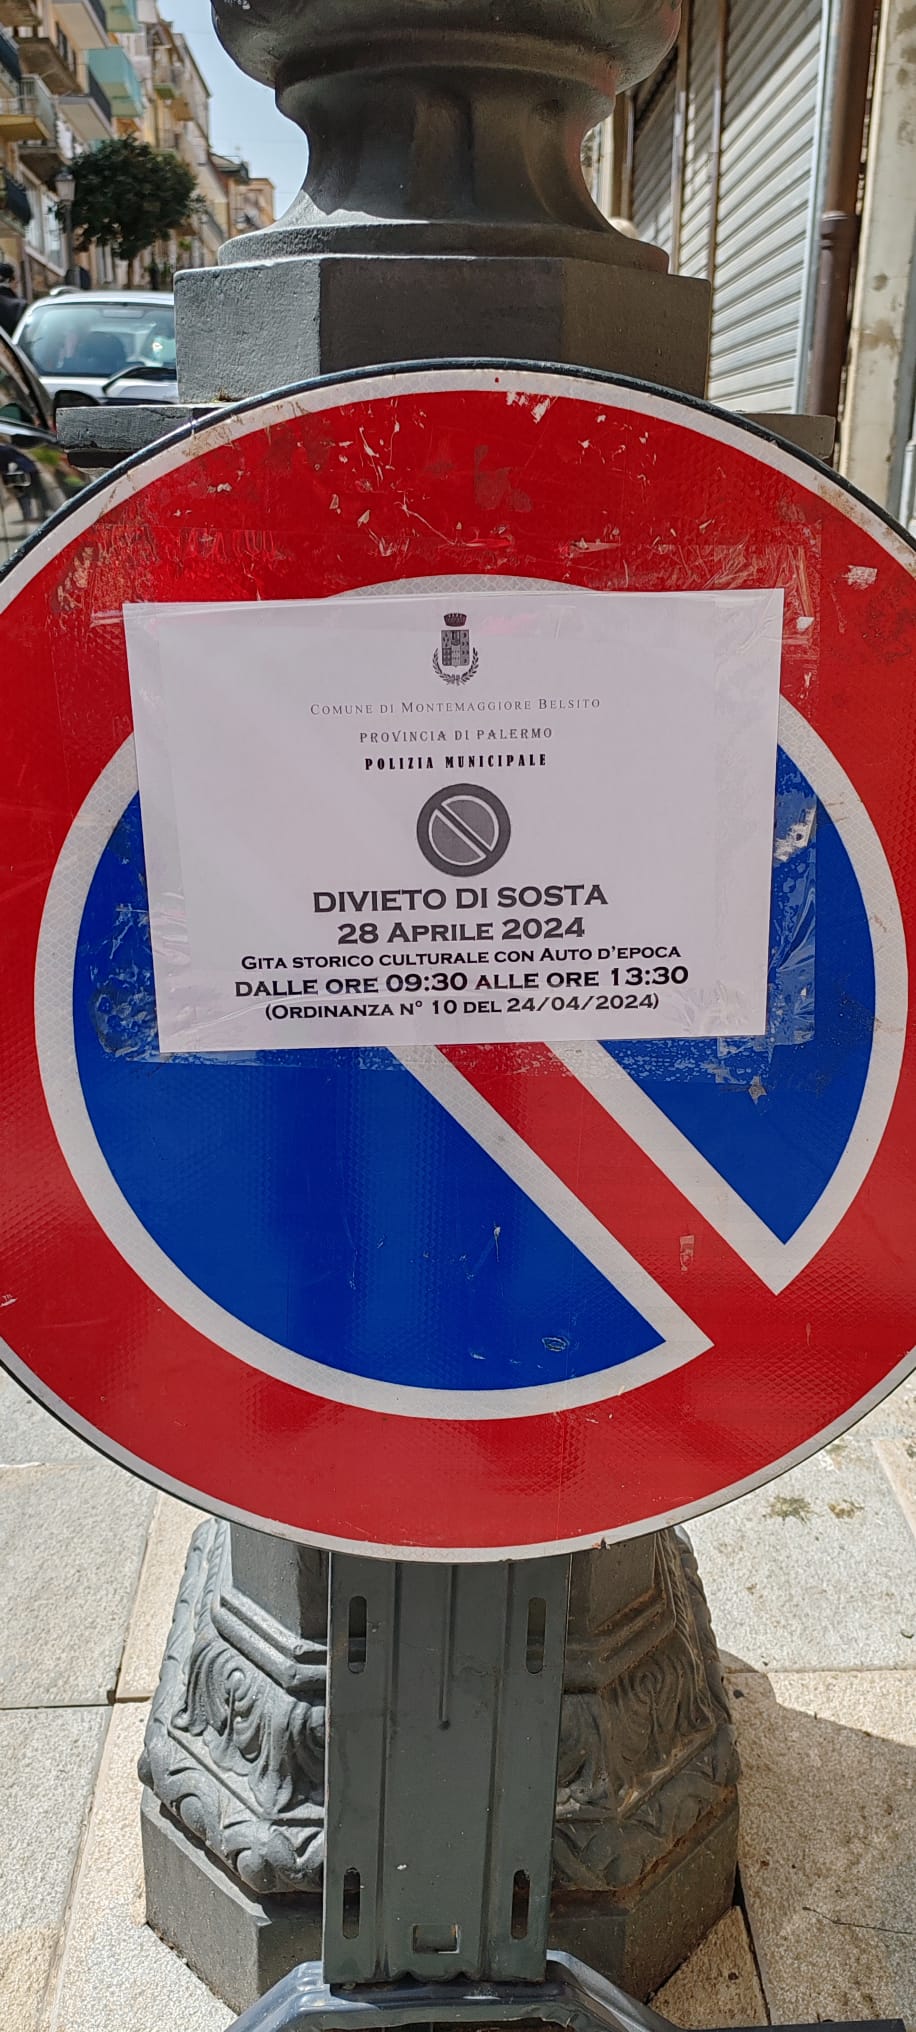 Comune di Montemaggiore Belsito
PROVINCIA DI PALERMO
POLIZIA MUNICIPALE
DIVIETO DI SOSTA
28 Aprile 2024
Gita storico culturale con Auto d'epoca
DALLE ORE 09:30 ALLE ORE 13:30
(Ordinanza n° 10 del 24/04/2024)